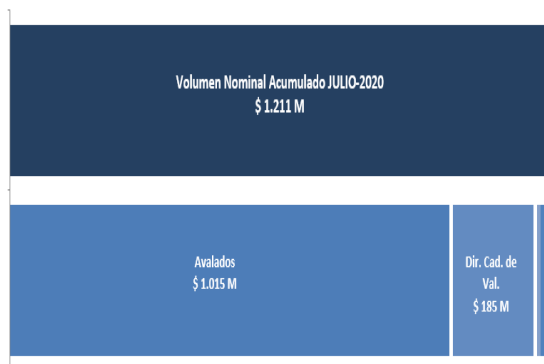 Volumen Nominal Acumulado JULIO-2020
$ 1.211 M
Avalados
$ 1.015 M
Dir. Cad. de
Val.
$ 185 M